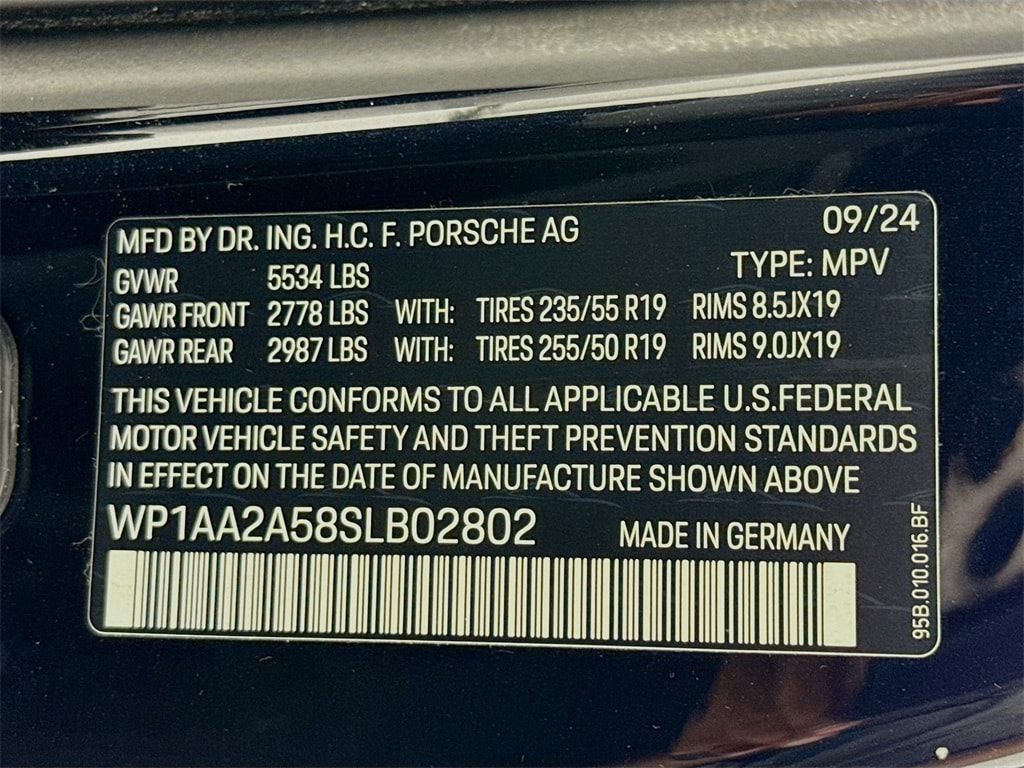 MFD BY DR. ING. H.C. F. PORSCHE AG 09/24
GVWR 5534 LBS TYPE: MPV
GAWR FRONT 2778 LBS WITH: TIRES 235/55 R19 RIMS 8.5JX19
GAWR REAR 2987 LBS WITH: TIRES 255/50 R19 RIMS 9.0JX19
THIS VEHICLE CONFORMS TO ALL APPLICABLE U.S.FEDERAL
MOTOR VEHICLE SAFETY AND THEFT PREVENTION STANDARDS
IN EFFECT ON THE DATE OF MANUFACTURE SHOWN ABOVE
WP1AA2A58SLB02802 MADE IN GERMANY
95B.010.016.BF